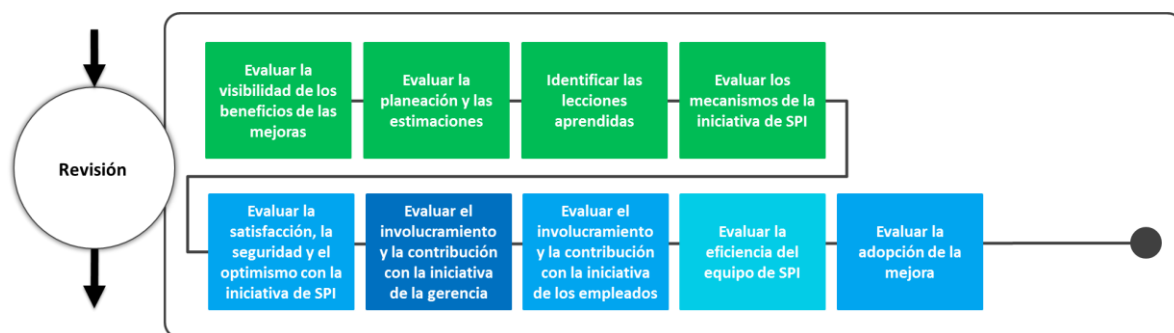 Revisión
Evaluar la
visibilidad de los
beneficios de las
mejoras
Evaluar la
planeación y las
estimaciones
Identificar las
lecciones
aprendidas
Evaluar los
mecanismos de la
iniciativa de SPI
Evaluar la
satisfacción, la
seguridad y el
optimismo con la
iniciativa de SPI
Evaluar el
involucramiento
y la contribución
con la iniciativa
de la gerencia
Evaluar el
involucramiento
y la contribución
con la iniciativa
de los empleados
Evaluar la
eficiencia del
equipo de SPI
Evaluar la
adopción de la
mejora